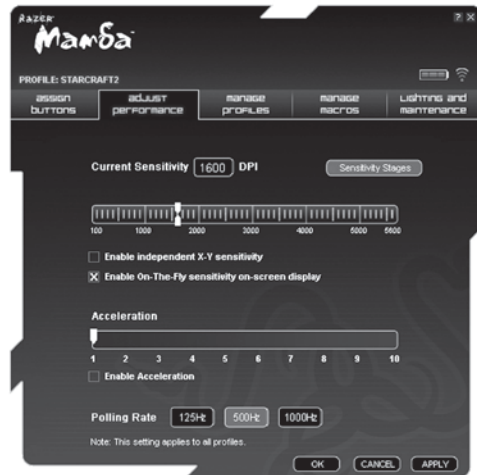 RAZER
Mamba
? X
PROFILE: STARCRAFT2
assign buttons
adjust performance
manage profiles
manage macros
Lighting and maintenance
Current Sensitivity 1600 DPI
Sensitivity Stages
100 1000 2000 3000 4000 5000 5600
Enable independent X-Y sensitivity
X Enable On-The-Fly sensitivity on-screen display
Acceleration
1 2 3 4 5 6 7 8 9 10
Enable Acceleration
Polling Rate 125Hz 500Hz 1000Hz
Note: This setting applies to all profiles.
OK CANCEL APPLY